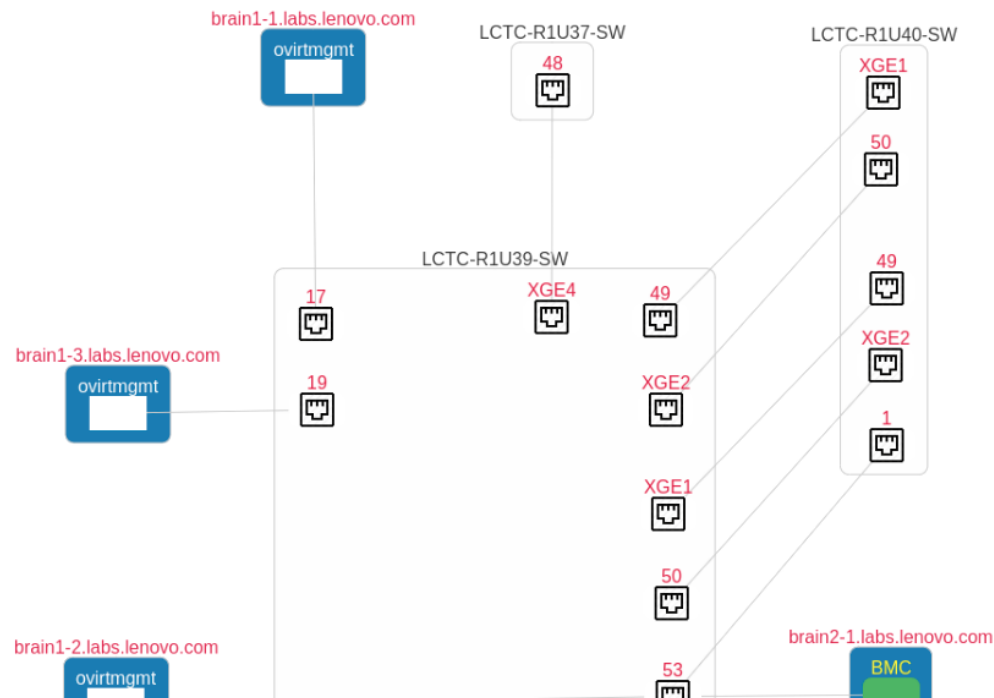 brain1-1.labs.lenovo.com
ovirtmgmt
LCTC-R1U37-SW
48
LCTC-R1U40-SW
XGE1
50
49
XGE2
1
LCTC-R1U39-SW
17
XGE4
49
brain1-3.labs.lenovo.com
ovirtmgmt
19
XGE2
XGE1
50
53
brain1-2.labs.lenovo.com
ovirtmgmt
brain2-1.labs.lenovo.com
BMC